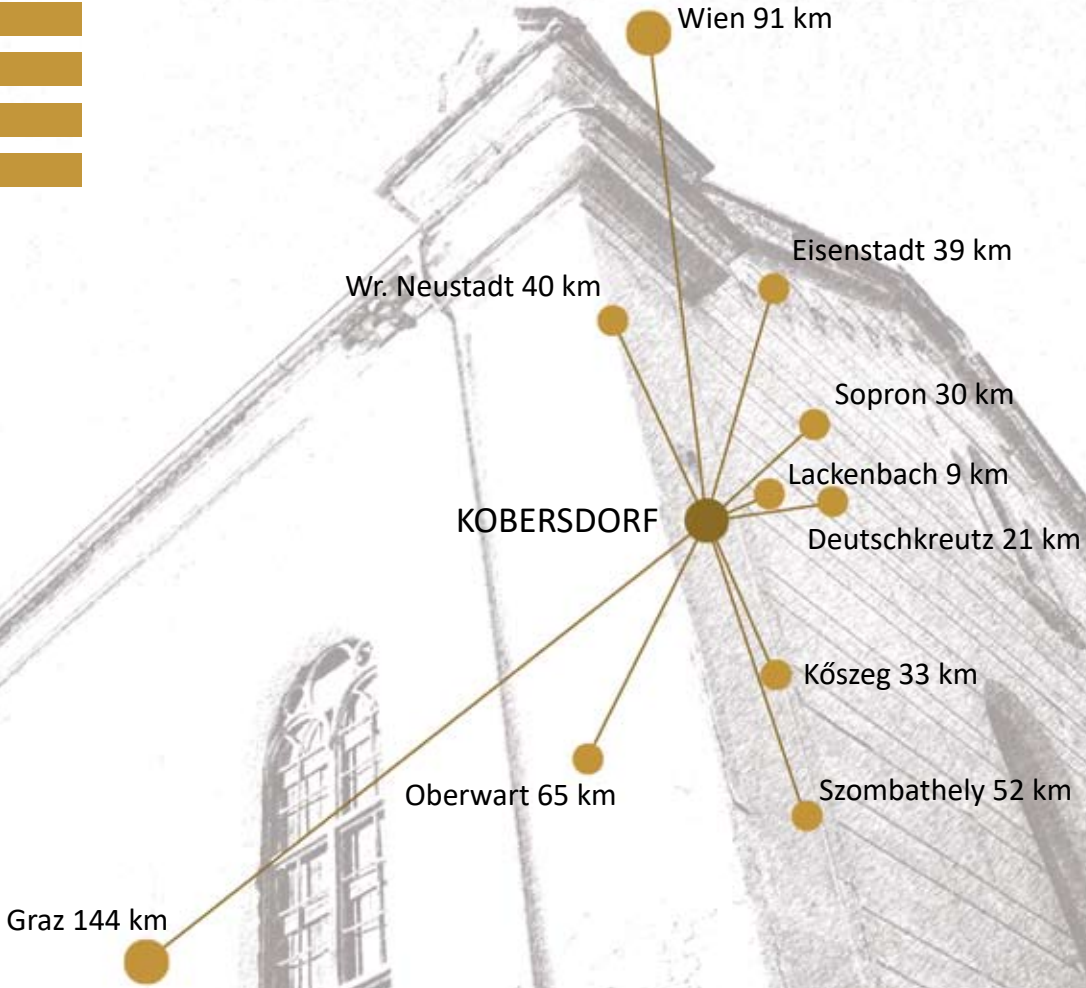 Wien 91 km
Eisenstadt 39 km
Wr. Neustadt 40 km
Sopron 30 km
Lackenbach 9 km
KOBERSDORF
Deutschkreutz 21 km
Kőszeg 33 km
Oberwart 65 km
Szombathely 52 km
Graz 144 km